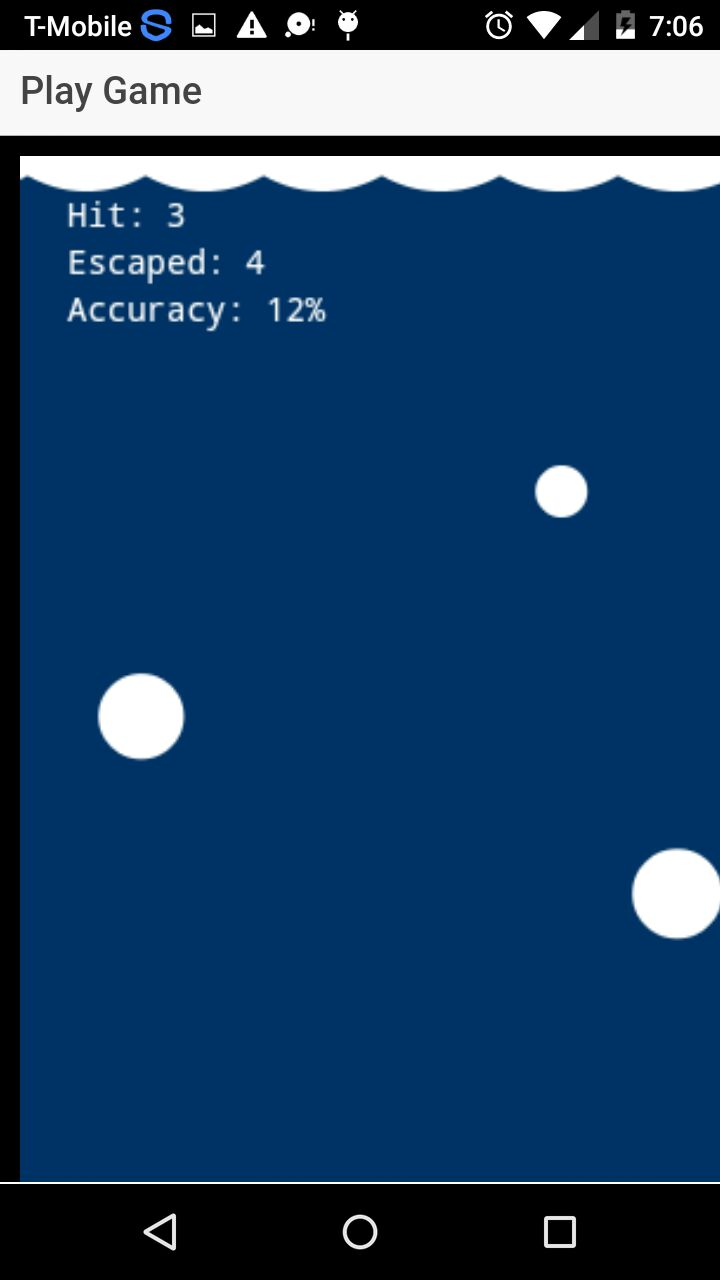 T-Mobile 7:06
Play Game
Hit: 3
Escaped: 4
Accuracy: 12%